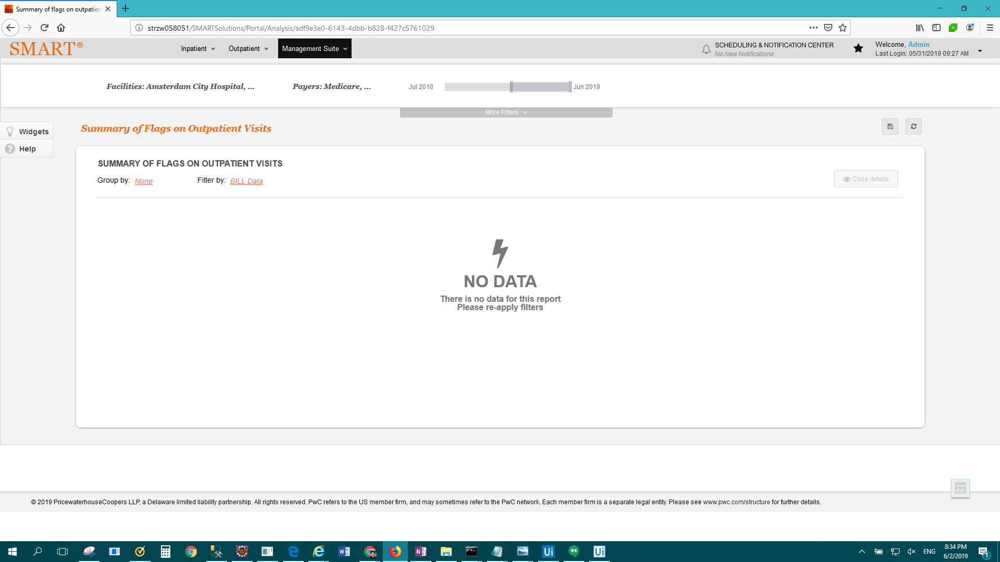 Summary of flags on outpatien
strzw058051/SMARTSolutions/Portal/Analysis/adf9e3e0-6143-4dbb-b828-f427c5761029
SMART®
Inpatient
Outpatient
Management Suite
SCHEDULING & NOTIFICATION CENTER
No New Notifications
Welcome, Admin
Last Login: 05/31/2019 09:27 AM
Facilities: Amsterdam City Hospital, ...
Payers: Medicare, ...
Jul 2018
Jun 2019
More Filters
Widgets
Help
Summary of Flags on Outpatient Visits
SUMMARY OF FLAGS ON OUTPATIENT VISITS
Group by: None
Filter by: BILL Data
Case details
NO DATA
There is no data for this report
Please re-apply filters
© 2019 PricewaterhouseCoopers LLP, a Delaware limited liability partnership. All rights reserved. PwC refers to the US member firm, and may sometimes refer to the PwC network. Each member firm is a separate legal entity. Please see www.pwc.com/structure for further details.
ENG
8:34 PM
6/2/2019
1